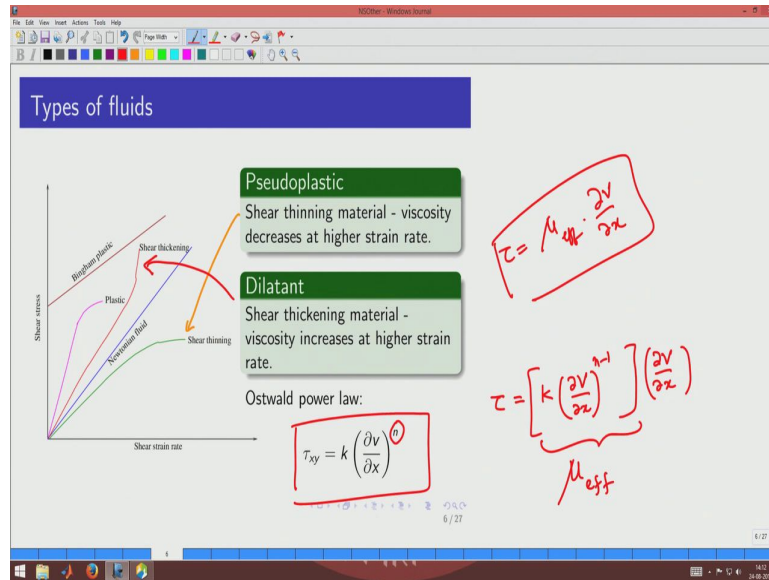 NSOther - Windows Journal
File Edit View Insert Actions Tools Help
Page Width
B I
Types of fluids
Shear stress
Bingham plastic
Shear thickening
Plastic
Newtonian fluid
Shear thinning
Shear strain rate
Pseudoplastic
Shear thinning material - viscosity
decreases at higher strain rate.
Dilatant
Shear thickening material -
viscosity increases at higher strain
rate.
Ostwald power law:
τxy = k (∂v/∂x)^n
6 / 27
τ = μeff · ∂v/∂x
τ = [k (∂v/∂x)^n-1] (∂v/∂x)
μeff
6/27
6
14:12